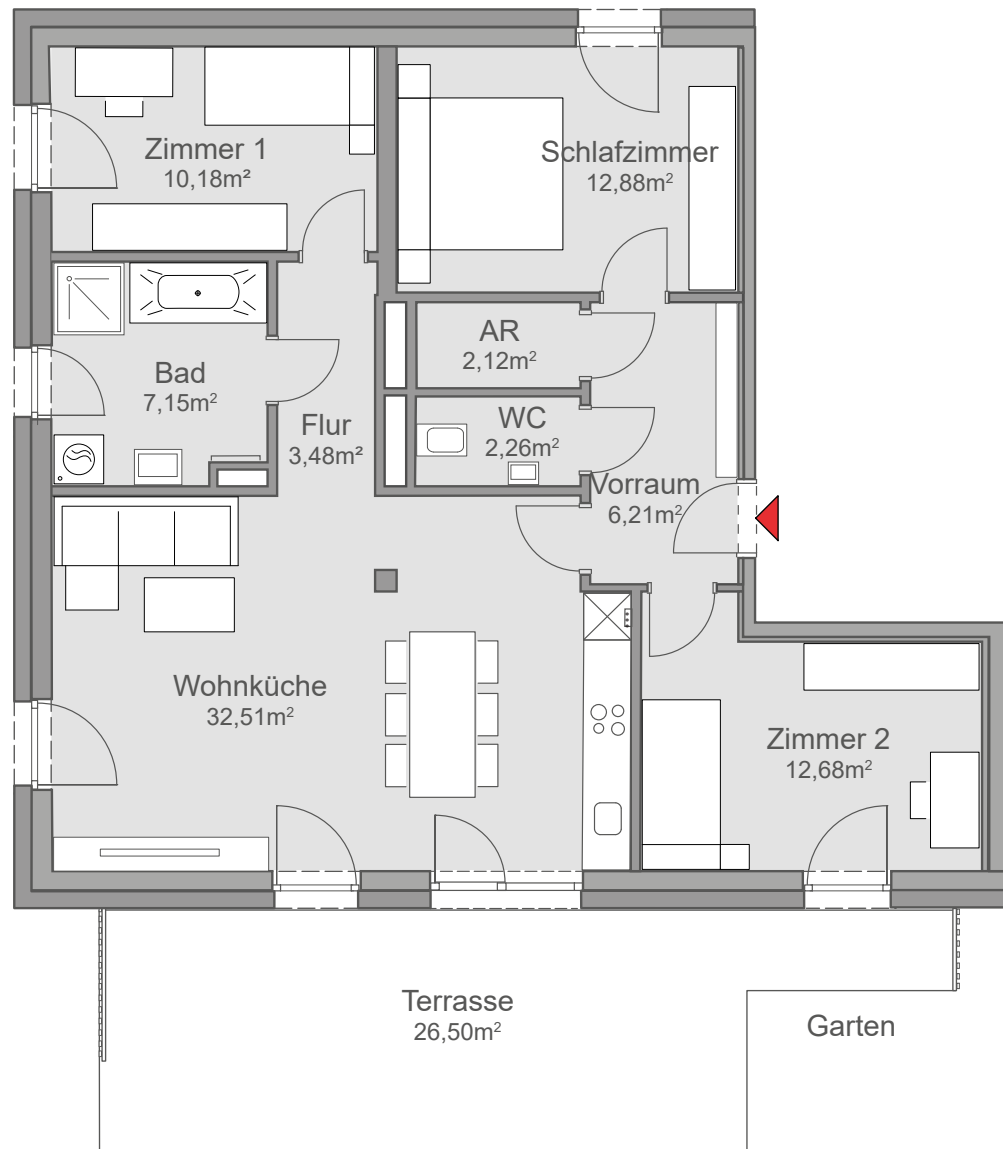 Zimmer 1
10,18m²
Schlafzimmer
12,88m²
AR
2,12m²
Bad
7,15m²
WC
2,26m²
Flur
3,48m²
Vorraum
6,21m²
Wohnküche
32,51m²
Zimmer 2
12,68m²
Terrasse
26,50m²
Garten